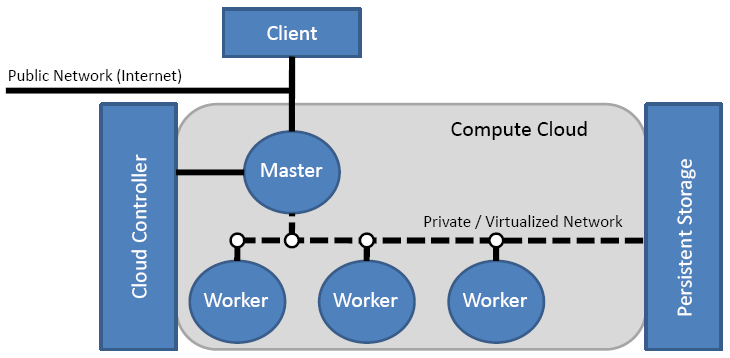 Client
Public Network (Internet)
Compute Cloud
Cloud Controller
Master
Persistent Storage
Private / Virtualized Network
Worker
Worker
Worker